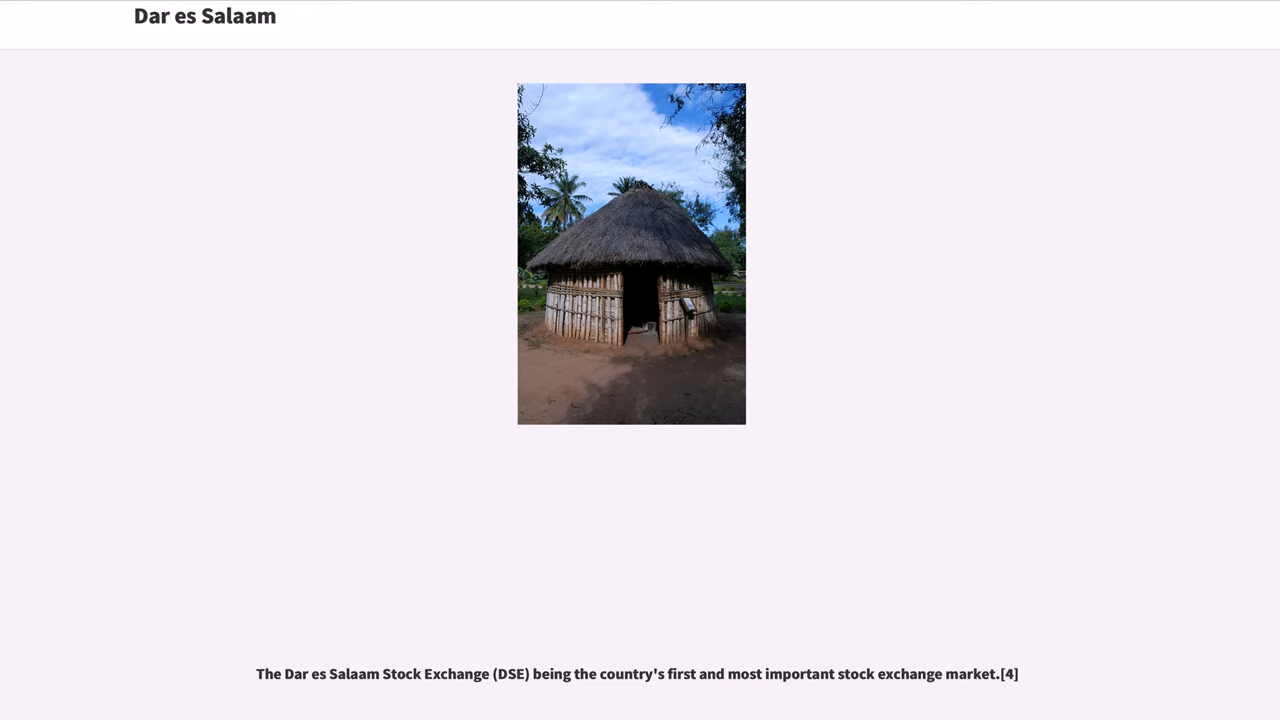 Dar es Salaam
The Dar es Salaam Stock Exchange (DSE) being the country's first and most important stock exchange market.[4]